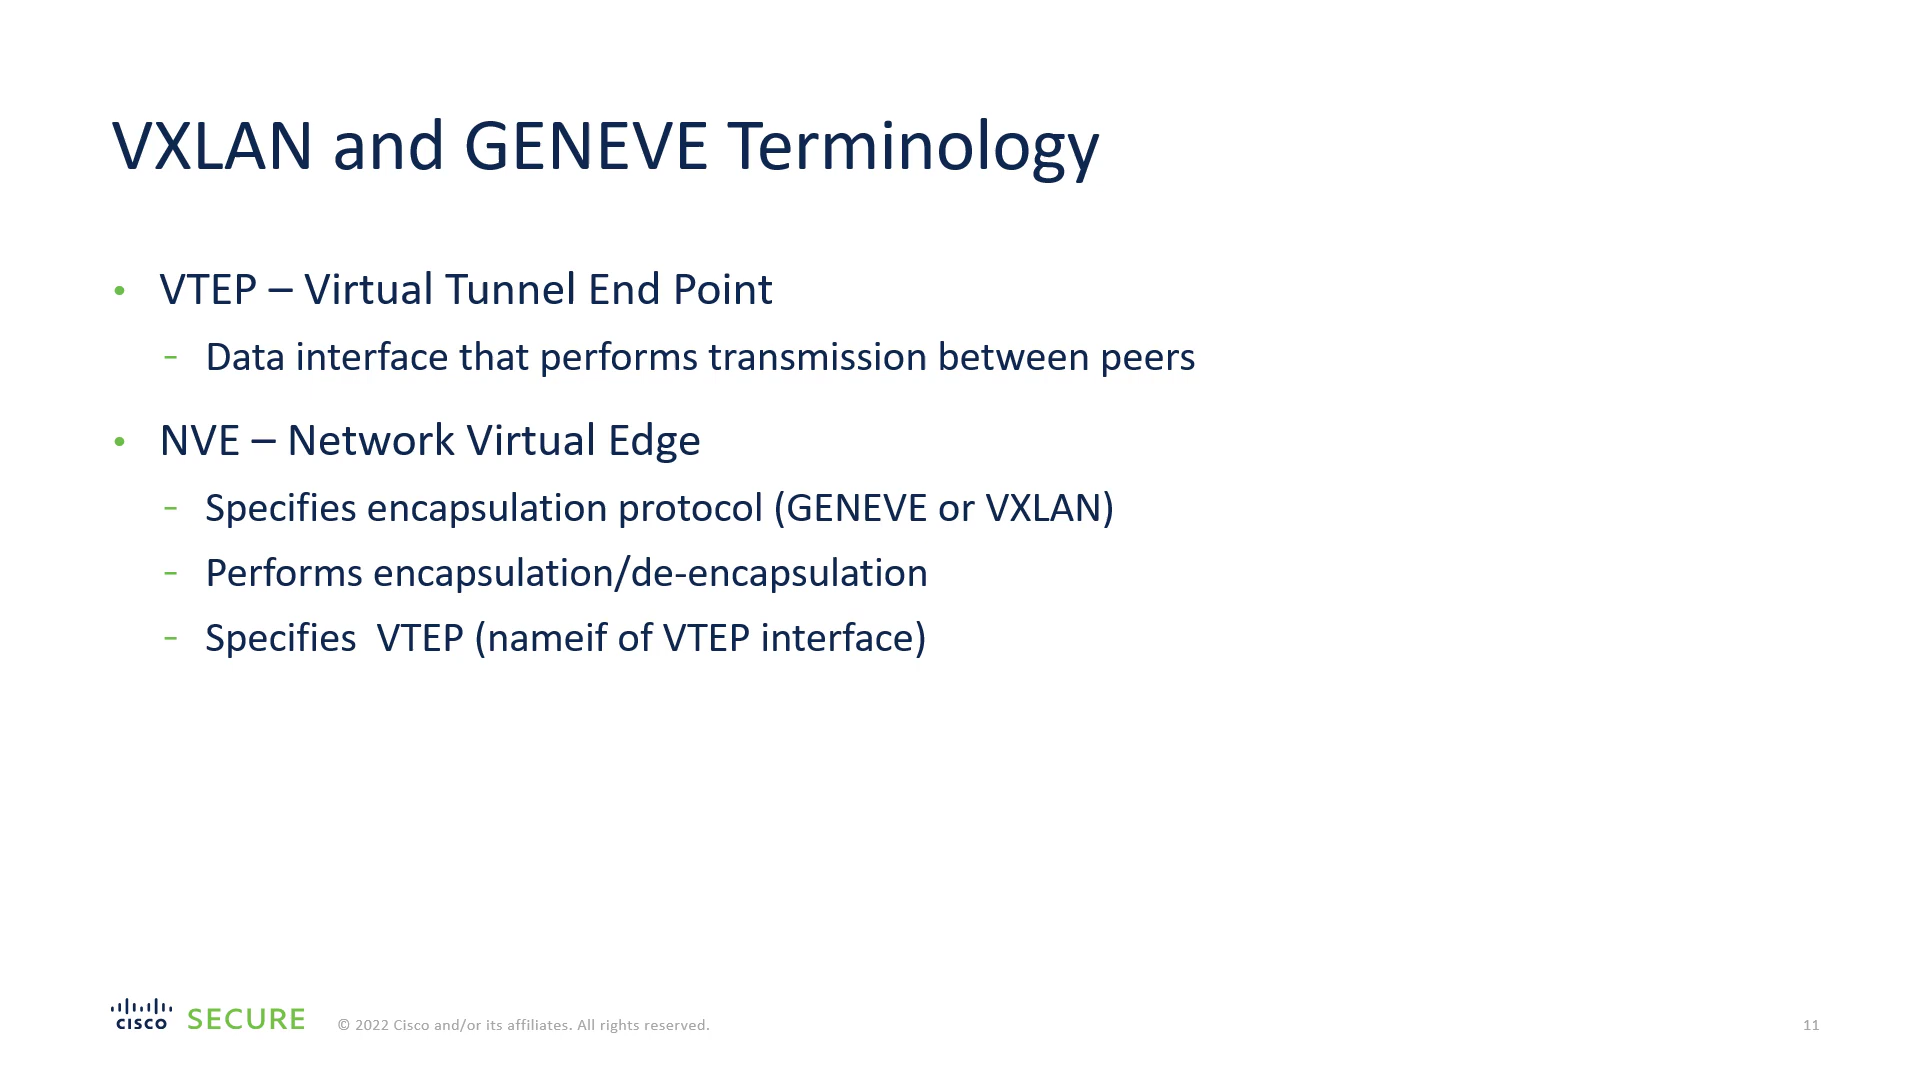 VXLAN and GENEVE Terminology
• VTEP – Virtual Tunnel End Point
- Data interface that performs transmission between peers
• NVE – Network Virtual Edge
- Specifies encapsulation protocol (GENEVE or VXLAN)
- Performs encapsulation/de-encapsulation
- Specifies  VTEP (nameif of VTEP interface)
CISCO SECURE © 2022 Cisco and/or its affiliates. All rights reserved. 11